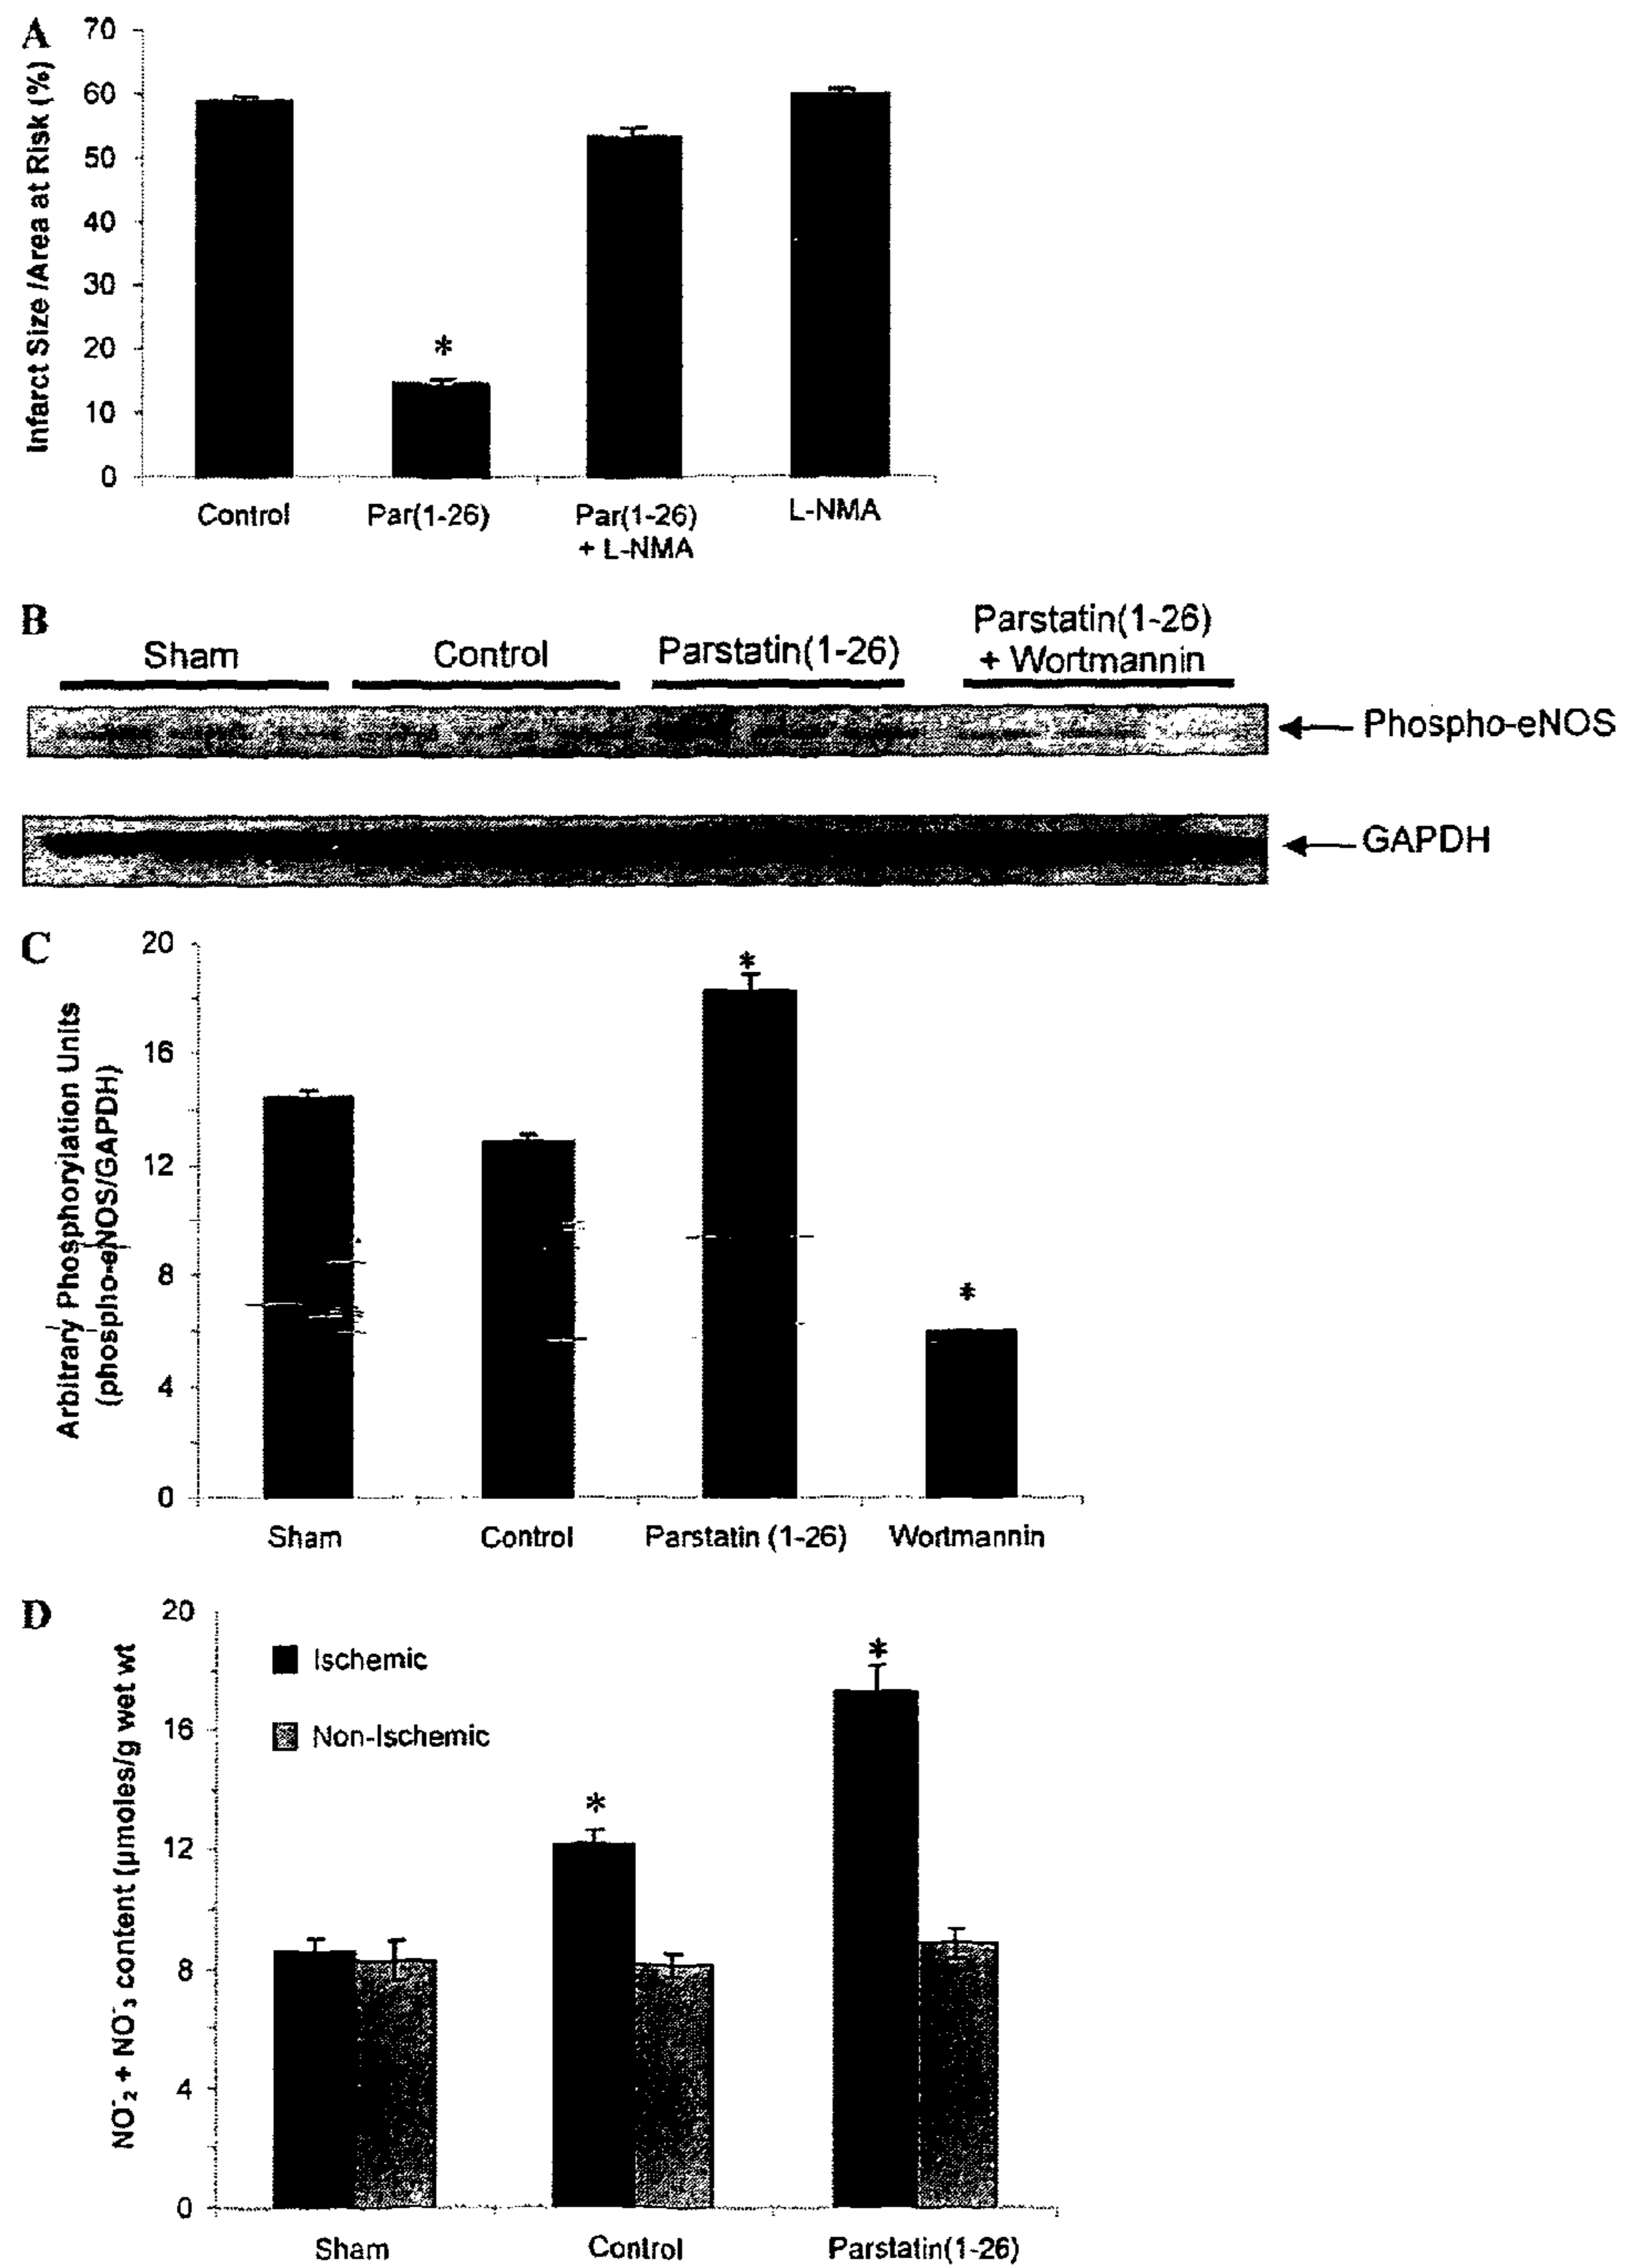 A
Infarct Size /Area at Risk (%)
70
60
50
40
30
20
10
0
*
Control
Par(1-26)
Par(1-26)
+ L-NMA
L-NMA
B
Sham
Control
Parstatin(1-26)
Parstatin(1-26)
+ Wortmannin
Phospho-eNOS
GAPDH
C
Arbitrary Phosphorylation Units
(phospho-eNOS/GAPDH)
20
16
12
8
4
0
*
*
Sham
Control
Parstatin (1-26)
Wortmannin
D
NO⁻₂ + NO⁻₃ content (µmoles/g wet wt
20
16
12
8
4
0
Ischemic
Non-Ischemic
*
*
Sham
Control
Parstatin(1-26)